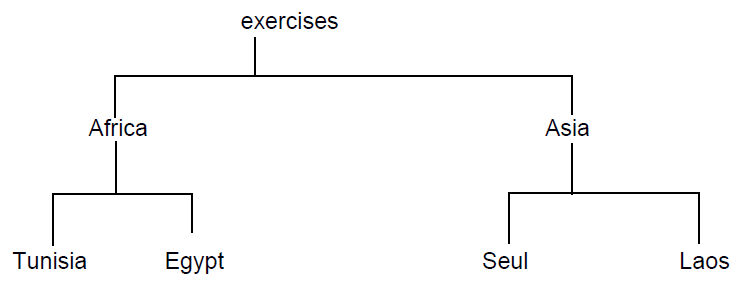 exercises
Africa Asia
Tunisia Egypt Seul Laos